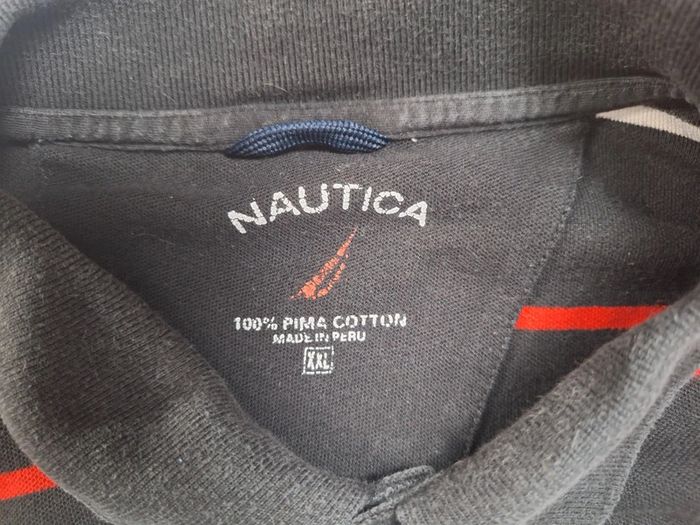 NAUTICA
100% PIMA COTTON
MADE IN PERU
XXL